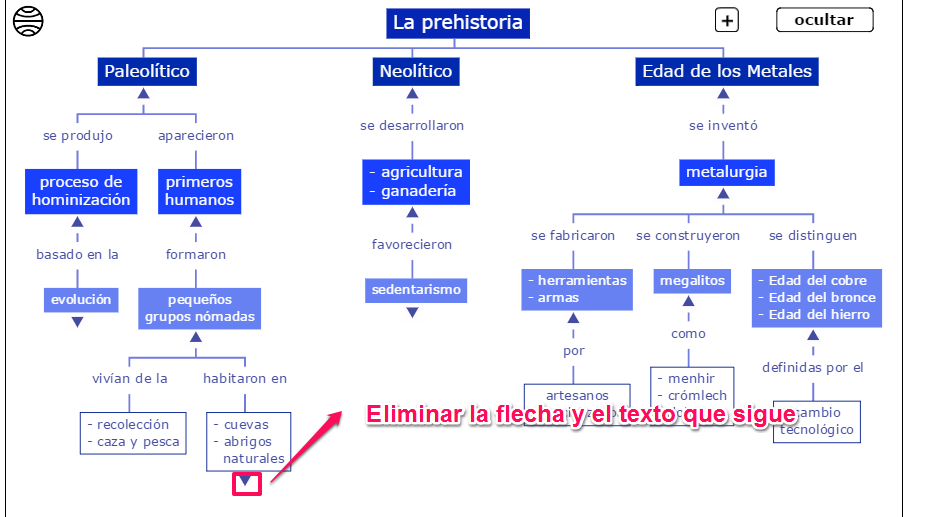 La prehistoria
+
ocultar
Paleolítico
Neolítico
Edad de los Metales
se produjo
aparecieron
se desarrollaron
se inventó
proceso de
hominización
primeros
humanos
- agricultura
- ganadería
metalurgia
basado en la
formaron
favorecieron
se fabricaron
se construyeron
se distinguen
evolución
pequeños
grupos nómadas
sedentarismo
- herramientas
- armas
megalitos
- Edad del cobre
- Edad del bronce
- Edad del hierro
vivían de la
habitaron en
por
como
definidas por el
- recolección
- caza y pesca
- cuevas
- abrigos
naturales
artesanos
- menhir
- crómlech
cambio
tecnológico
Eliminar la flecha y el texto que sigue